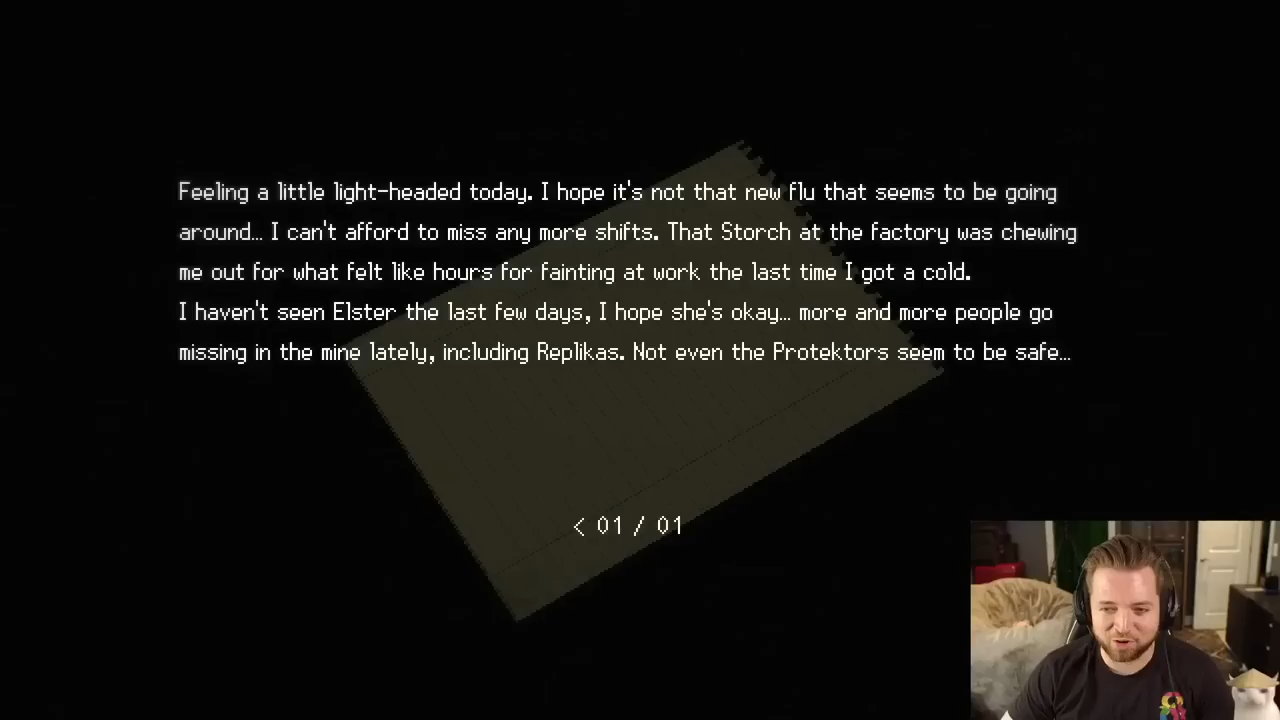 Feeling a little light-headed today. I hope it's not that new flu that seems to be going
around... I can't afford to miss any more shifts. That Storch at the factory was chewing
me out for what felt like hours for fainting at work the last time I got a cold.
I haven't seen Elster the last few days, I hope she's okay... more and more people go
missing in the mine lately, including Replikas. Not even the Protektors seem to be safe...
< 01 / 01